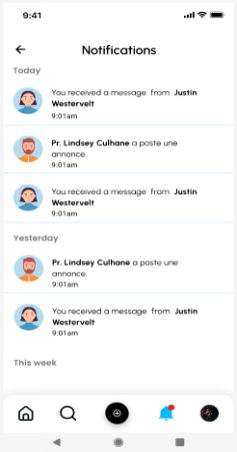 9:41
Notifications
Today
You received a message from Justin
Westervelt
9:01am
Pr. Lindsey Culhane a poste une
annonce.
9:01am
You received a message from Justin
Westervelt
9:01am
Yesterday
Pr. Lindsey Culhane a poste une
annonce.
9:01am
You received a message from Justin
Westervelt
9:01am
This week